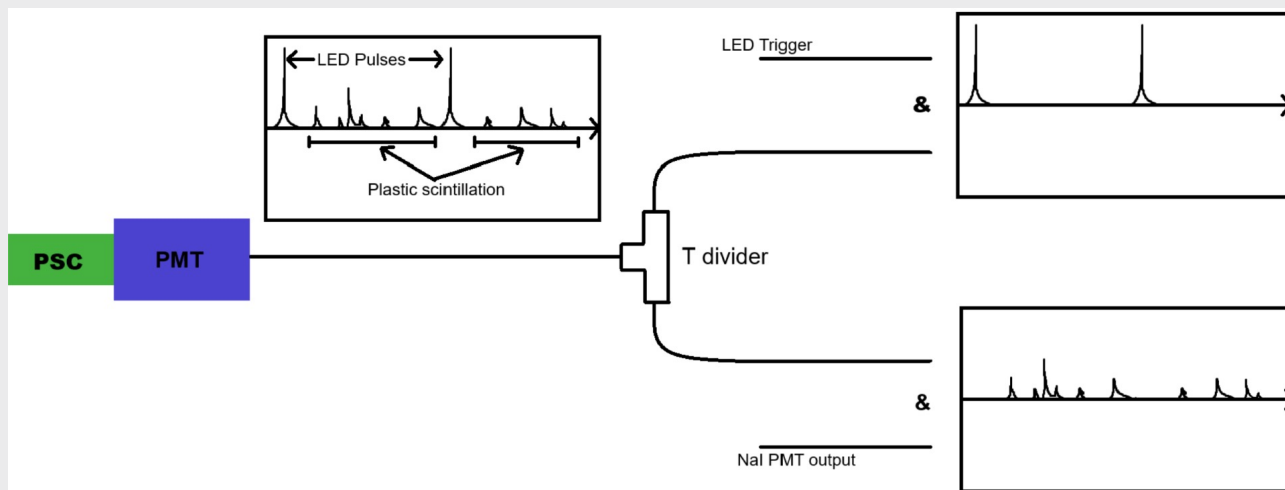 LED Pulses
Plastic scintillation
PSC
PMT
T divider
LED Trigger
&
&
NaI PMT output